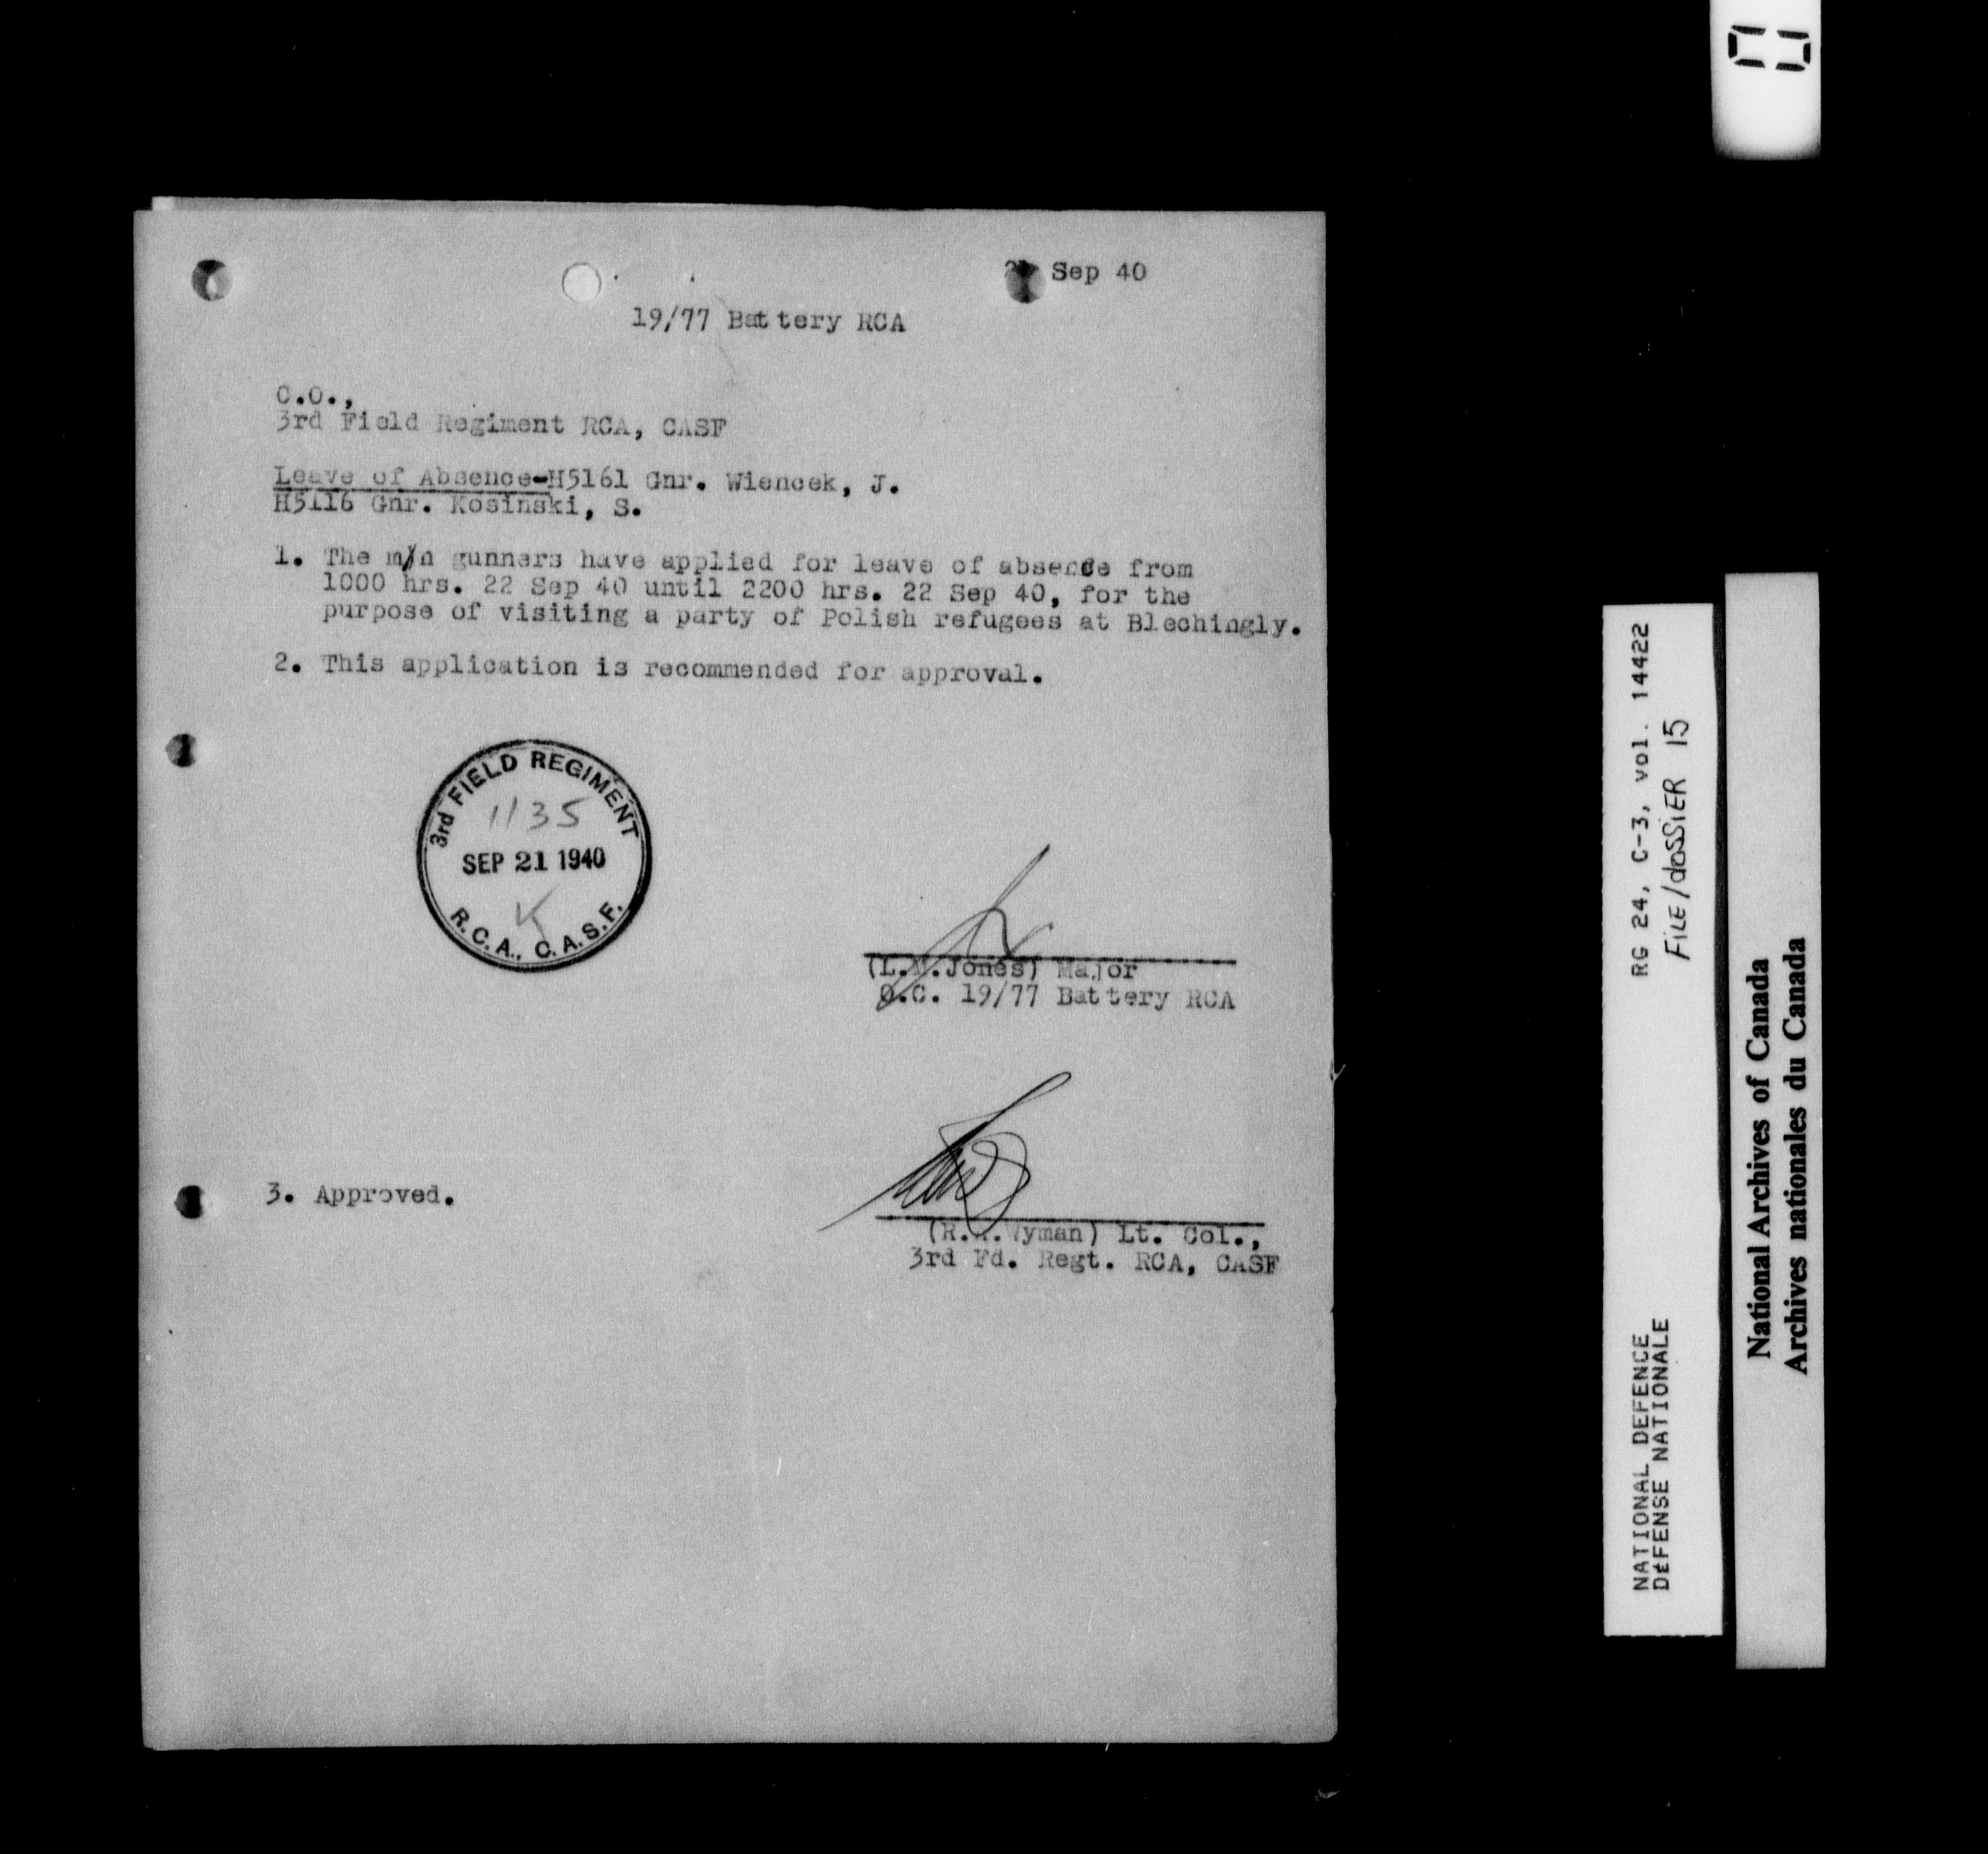 Sep 40
19/77 Battery RCA
C.O.,
3rd Field Regiment RCA, CASF
Leave of Absence-H5161 Gnr. Wiencek, J.
H5116 Gnr. Kosinski, S.
1. The m/n gunners have applied for leave of absence from
1000 hrs. 22 Sep 40 until 2200 hrs. 22 Sep 40, for the
purpose of visiting a party of Polish refugees at Blechingly.
2. This application is recommended for approval.
3rd FIELD REGIMENT
1135
SEP 21 1940
R.C.A., C.A.S.F.
(L. .Jones) Major
O.C. 19/77 Battery RCA
3. Approved.
(R. .Wyman) Lt. Col.,
3rd Fd. Regt. RCA, CASF
RG 24, C-3, vol. 14422
FILE/dossiER 15
NATIONAL DEFENCE
DéFENSE NATIONALE
National Archives of Canada
Archives nationales du Canada